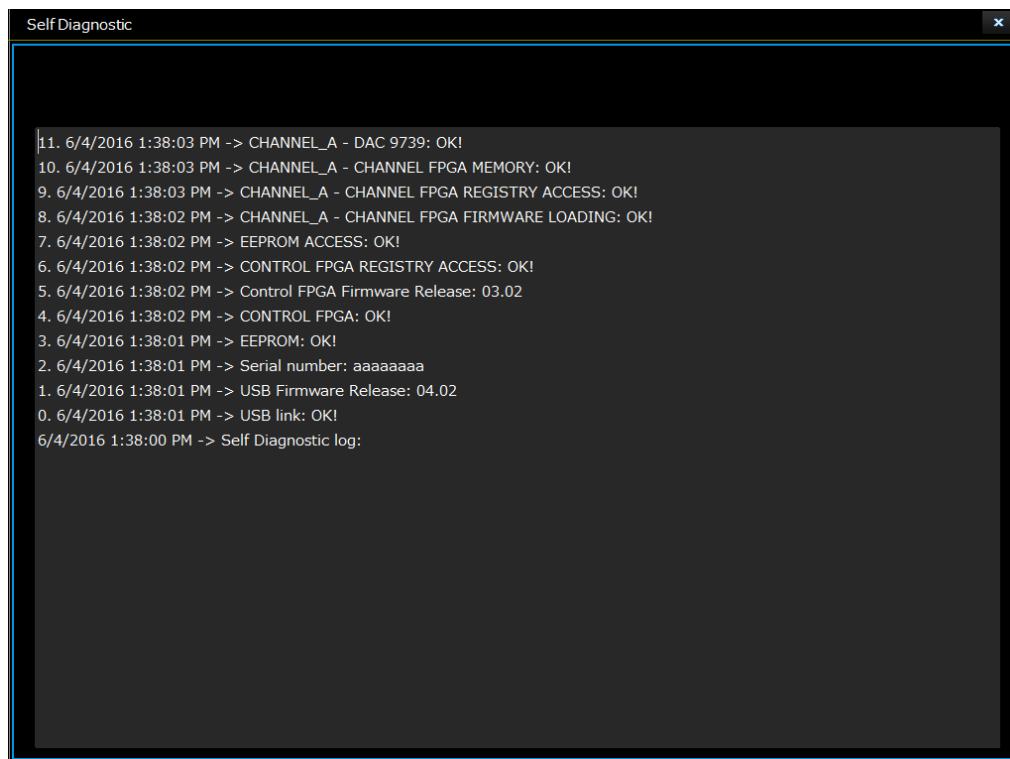 Self Diagnostic
11. 6/4/2016 1:38:03 PM -> CHANNEL_A - DAC 9739: OK!
10. 6/4/2016 1:38:03 PM -> CHANNEL_A - CHANNEL FPGA MEMORY: OK!
9. 6/4/2016 1:38:03 PM -> CHANNEL_A - CHANNEL FPGA REGISTRY ACCESS: OK!
8. 6/4/2016 1:38:02 PM -> CHANNEL_A - CHANNEL FPGA FIRMWARE LOADING: OK!
7. 6/4/2016 1:38:02 PM -> EEPROM ACCESS: OK!
6. 6/4/2016 1:38:02 PM -> CONTROL FPGA REGISTRY ACCESS: OK!
5. 6/4/2016 1:38:02 PM -> Control FPGA Firmware Release: 03.02
4. 6/4/2016 1:38:02 PM -> CONTROL FPGA: OK!
3. 6/4/2016 1:38:01 PM -> EEPROM: OK!
2. 6/4/2016 1:38:01 PM -> Serial number: aaaaaaaa
1. 6/4/2016 1:38:01 PM -> USB Firmware Release: 04.02
0. 6/4/2016 1:38:01 PM -> USB link: OK!
6/4/2016 1:38:00 PM -> Self Diagnostic log: